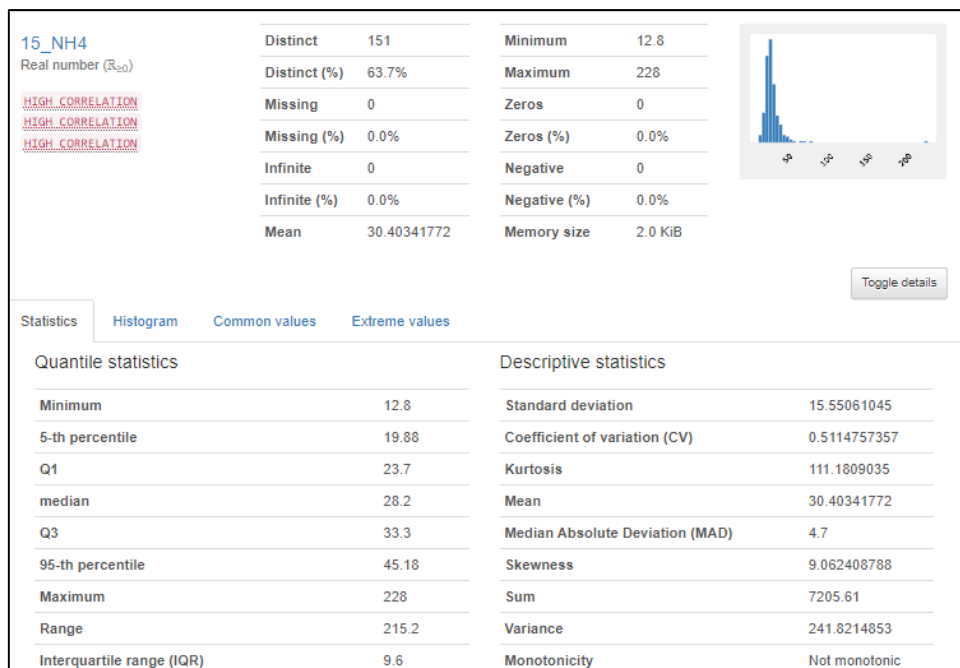 15_NH4
Real number (ℝ≥0)
HIGH CORRELATION
HIGH CORRELATION
HIGH CORRELATION
Distinct 151
Distinct (%) 63.7%
Missing 0
Missing (%) 0.0%
Infinite 0
Infinite (%) 0.0%
Mean 30.40341772
Minimum 12.8
Maximum 228
Zeros 0
Zeros (%) 0.0%
Negative 0
Negative (%) 0.0%
Memory size 2.0 KiB
50 100 150 200
Toggle details
Statistics Histogram Common values Extreme values
Quantile statistics
Minimum 12.8
5-th percentile 19.88
Q1 23.7
median 28.2
Q3 33.3
95-th percentile 45.18
Maximum 228
Range 215.2
Interquartile range (IQR) 9.6
Descriptive statistics
Standard deviation 15.55061045
Coefficient of variation (CV) 0.5114757357
Kurtosis 111.1809035
Mean 30.40341772
Median Absolute Deviation (MAD) 4.7
Skewness 9.062408788
Sum 7205.61
Variance 241.8214853
Monotonicity Not monotonic